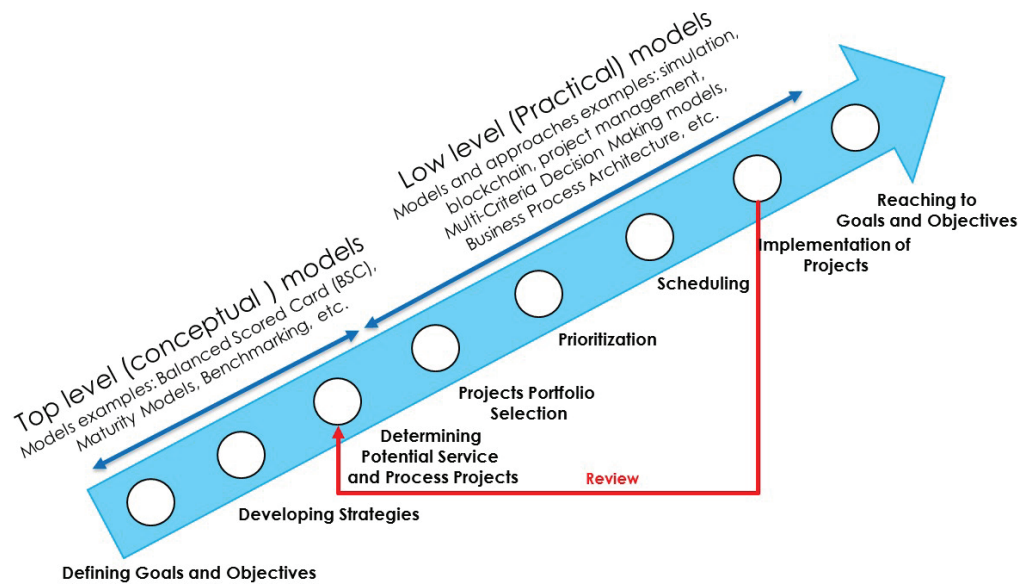 Top level (conceptual ) models
Models examples: Balanced Scored Card (BSC),
Maturity Models, Benchmarking, etc.
Low level (Practical) models
Models and approaches examples: simulation,
blockchain, project management,
Multi-Criteria Decision Making models,
Business Process Architecture, etc.
Defining Goals and Objectives
Developing Strategies
Determining
Potential Service
and Process Projects
Projects Portfolio
Selection
Prioritization
Scheduling
Implementation of
Projects
Reaching to
Goals and Objectives
Review